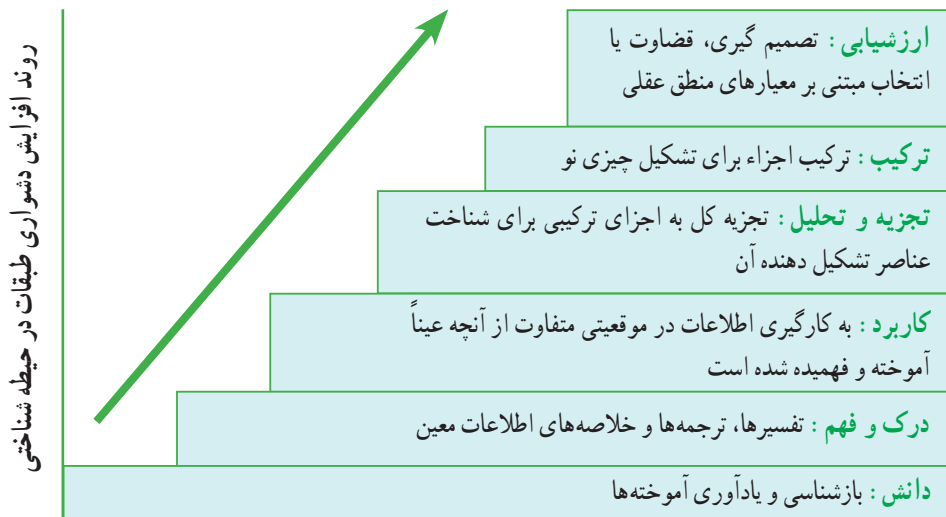 روند افزایش دشواری طبقات در حیطه شناختی
ارزشیابی : تصمیم گیری، قضاوت یا
انتخاب مبتنی بر معیارهای منطق عقلی
ترکیب : ترکیب اجزاء برای تشکیل چیزی نو
تجزیه و تحلیل : تجزیه کل به اجزای ترکیبی برای شناخت
عناصر تشکیل دهنده آن
کاربرد : به کارگیری اطلاعات در موقعیتی متفاوت از آنچه عیناً
آموخته و فهمیده شده است
درک و فهم : تفسیرها، ترجمه‌ها و خلاصه‌های اطلاعات معین
دانش : بازشناسی و یادآوری آموخته‌ها